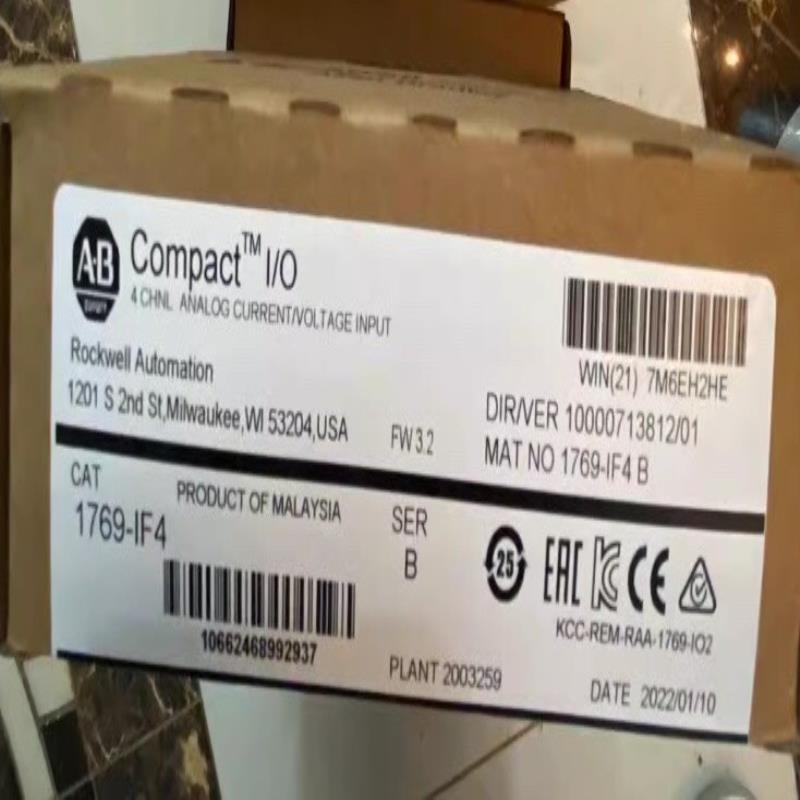 A·B
Compact™ I/O
4 CHNL ANALOG CURRENT/VOLTAGE INPUT
Rockwell Automation
1201 S 2nd St,Milwaukee,WI 53204,USA
FW 3.2
WIN(21) 7M6EH2HE
DIR/VER 10000713812/01
MAT NO 1769-IF4 B
CAT
1769-IF4
PRODUCT OF MALAYSIA
SER
B
10662468992937
PLANT 2003259
25
EAC
CE
KCC-REM-RAA-1769-IO2
DATE 2022/01/10